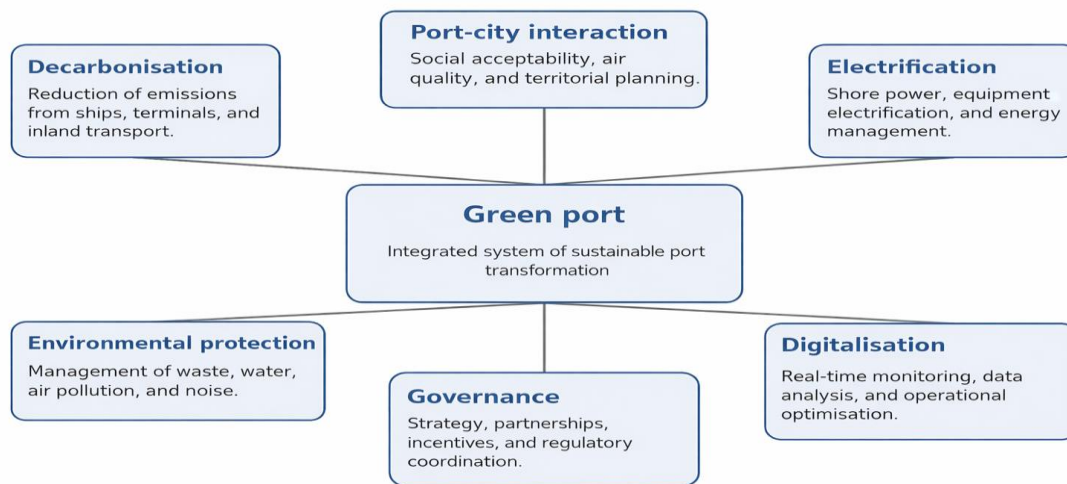 Port-city interaction
Social acceptability, air
quality, and territorial planning.
Decarbonisation
Reduction of emissions
from ships, terminals, and
inland transport.
Electrification
Shore power, equipment
electrification, and energy
management.
Green port
Integrated system of sustainable port
transformation
Environmental protection
Management of waste, water,
air pollution, and noise.
Governance
Strategy, partnerships,
incentives, and regulatory
coordination.
Digitalisation
Real-time monitoring, data
analysis, and operational
optimisation.